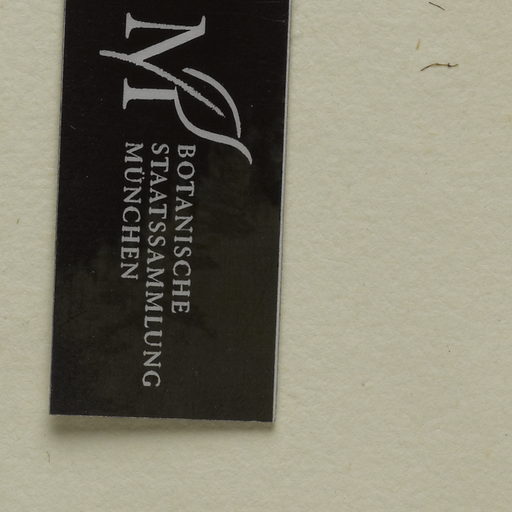 M
BOTANISCHE
STAATSSAMMLUNG
MÜNCHEN